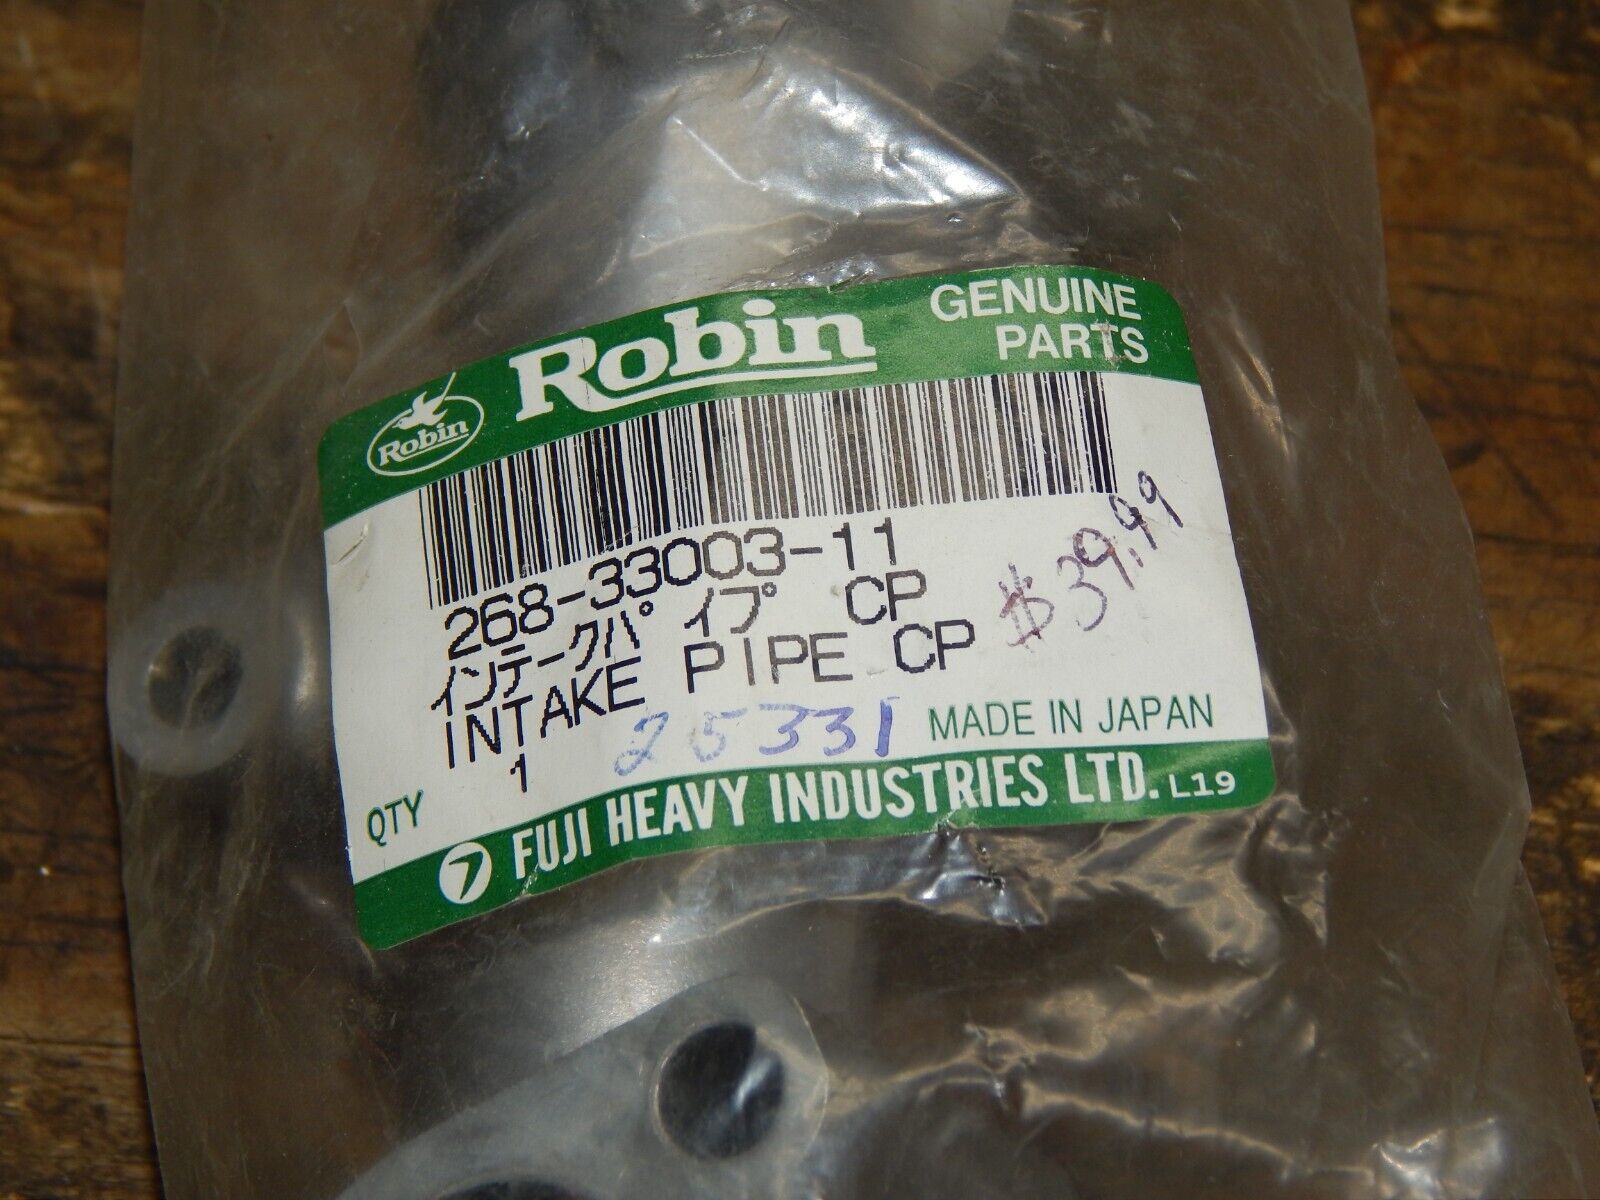 Robin
Robin
GENUINE
PARTS
268-33003-11
インテークパイプ CP
INTAKE PIPE CP
$39.99
QTY 1
25331
MADE IN JAPAN
FUJI HEAVY INDUSTRIES LTD. L19